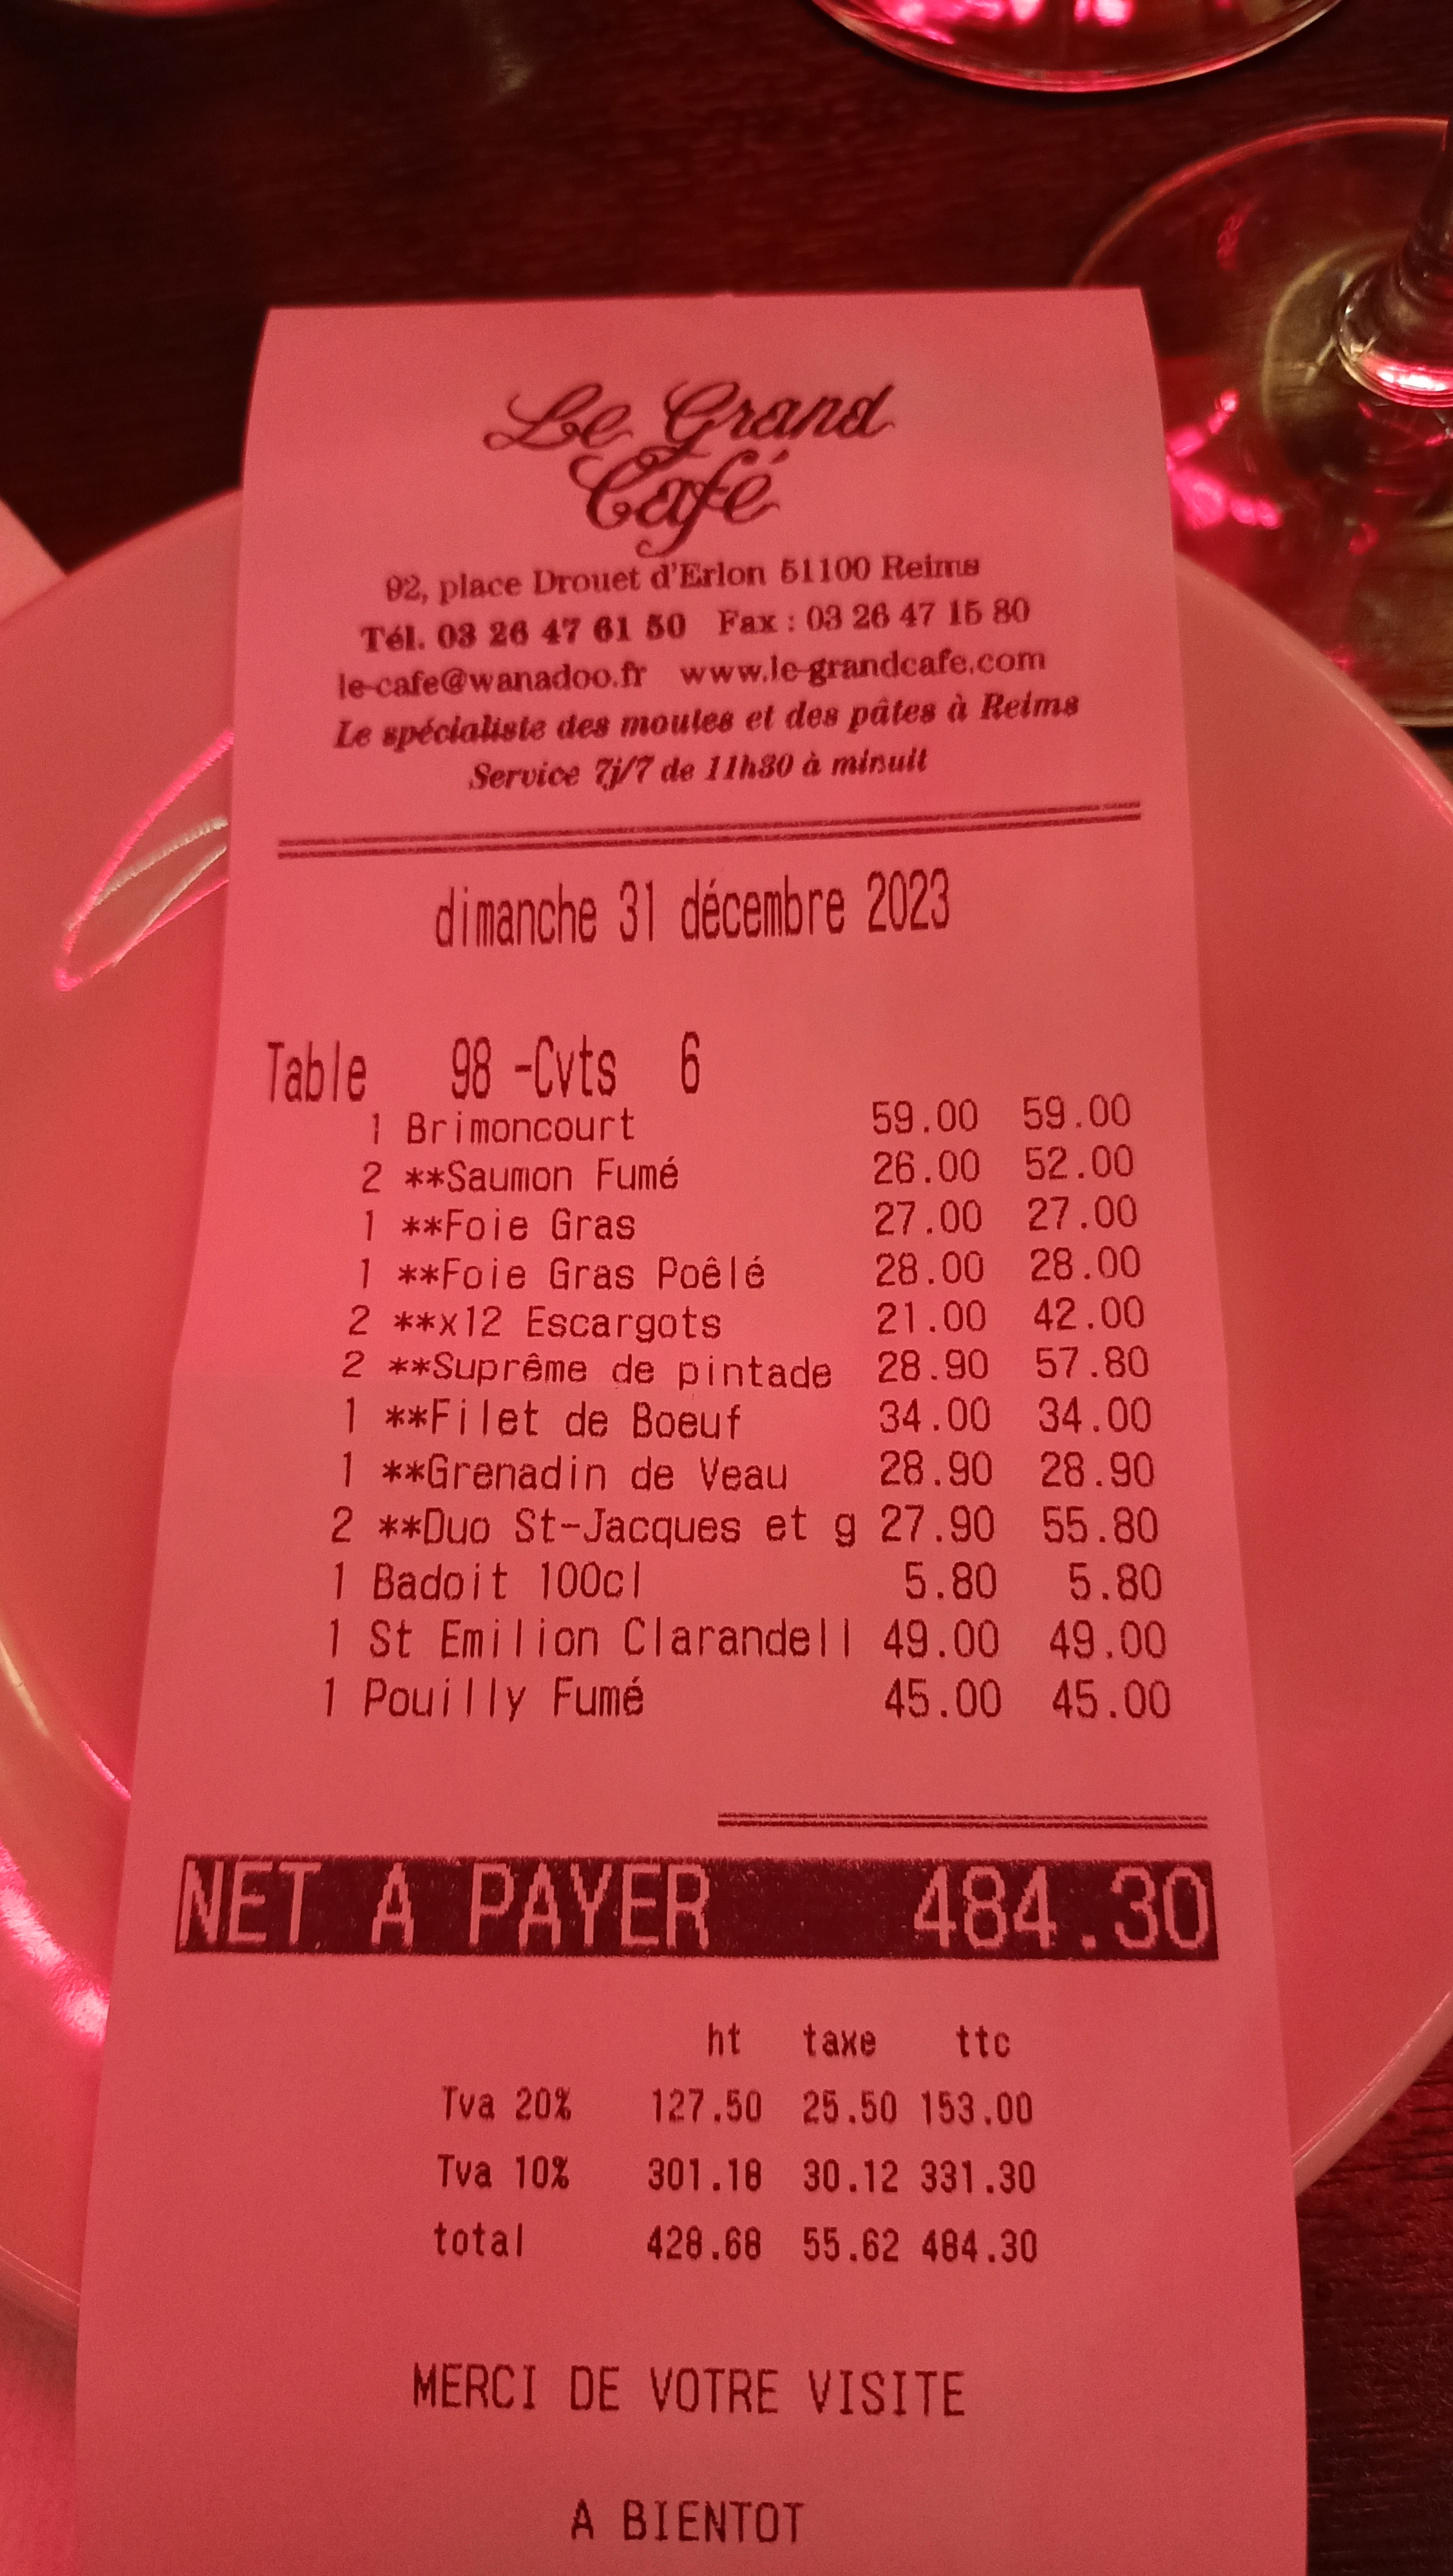 Le Grand
Café
92, place Drouet d'Erlon 51100 Reims
Tél. 03 26 47 61 50 Fax : 03 26 47 15 80
le-cafe@wanadoo.fr www.le-grandcafe.com
Le spécialiste des moules et des pâtes à Reims
Service 7j/7 de 11h30 à minuit
dimanche 31 décembre 2023
Table 98 -Cvts 6
1 Brimoncourt 59.00 59.00
2 **Saumon Fumé 26.00 52.00
1 **Foie Gras 27.00 27.00
1 **Foie Gras Poêlé 28.00 28.00
2 **x12 Escargots 21.00 42.00
2 **Suprême de pintade 28.90 57.80
1 **Filet de Boeuf 34.00 34.00
1 **Grenadin de Veau 28.90 28.90
2 **Duo St-Jacques et g 27.90 55.80
1 Badoit 100cl 5.80 5.80
1 St Emilion Clarandell 49.00 49.00
1 Pouilly Fumé 45.00 45.00
NET A PAYER 484.30
ht taxe ttc
Tva 20% 127.50 25.50 153.00
Tva 10% 301.18 30.12 331.30
total 428.68 55.62 484.30
MERCI DE VOTRE VISITE
A BIENTOT